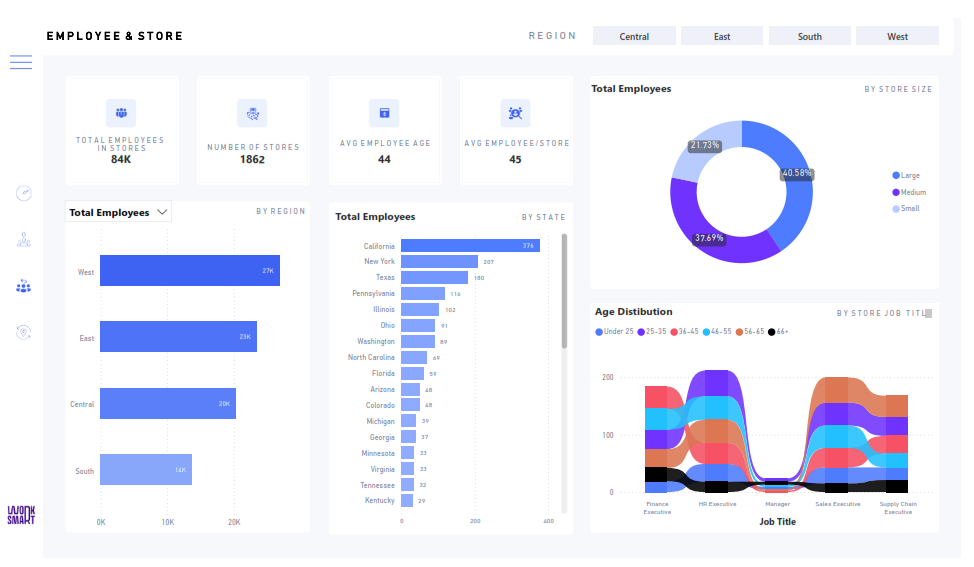 EMPLOYEE & STORE
REGION
Central
East
South
West
TOTAL EMPLOYEES
IN STORES
84K
NUMBER OF STORES
1862
AVG EMPLOYEE AGE
44
AVG EMPLOYEE/STORE
45
Total Employees
BY STORE SIZE
21.73%
40.58%
37.69%
Large
Medium
Small
Total Employees
BY REGION
West
27K
East
23K
Central
20K
South
14K
0K
10K
20K
Total Employees
BY STATE
California
376
New York
207
Texas
180
Pennsylvania
116
Illinois
102
Ohio
91
Washington
89
North Carolina
69
Florida
59
Arizona
48
Colorado
48
Michigan
39
Georgia
37
Minnesota
33
Virginia
33
Tennessee
32
Kentucky
29
0
200
400
Age Distibution
BY STORE JOB TITL
Under 25
25-35
36-45
46-55
56-65
66+
200
100
0
Finance
Executive
HR Executive
Manager
Sales Executive
Supply Chain
Executive
Job Title
WORK
SMART